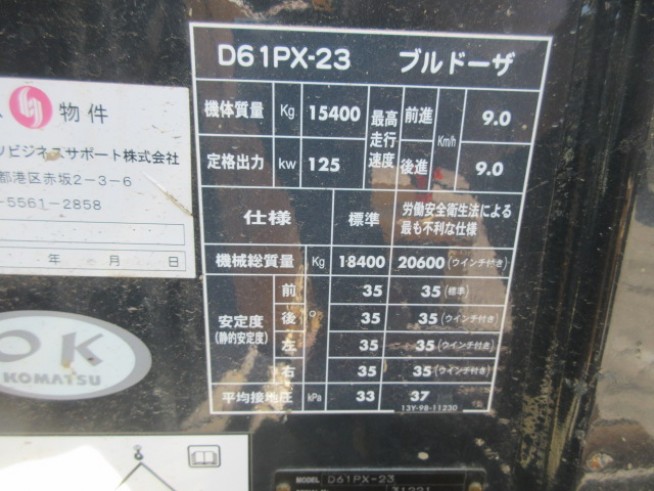 D61PX-23 ブルドーザ
機体質量 Kg 15400 最高走行速度 前進 Km/h 9.0
定格出力 kw 125 後進 9.0
仕様 標準 労働安全衛生法による
最も不利な仕様
機械総質量 Kg 18400 20600 (ウインチ付き)
安定度 (静的安定度) 前 ° 35 35 (標準)
後 35 35 (ウインチ付き)
左 35 35 (ウインチ付き)
右 35 35 (ウインチ付き)
平均接地圧 kPa 33 37
13Y-98-11230
物件
ビジネスサポート株式会社
都港区赤坂2-3-6
-5561-2858
年 月 日
OK
KOMATSU
MODEL D61PX-23